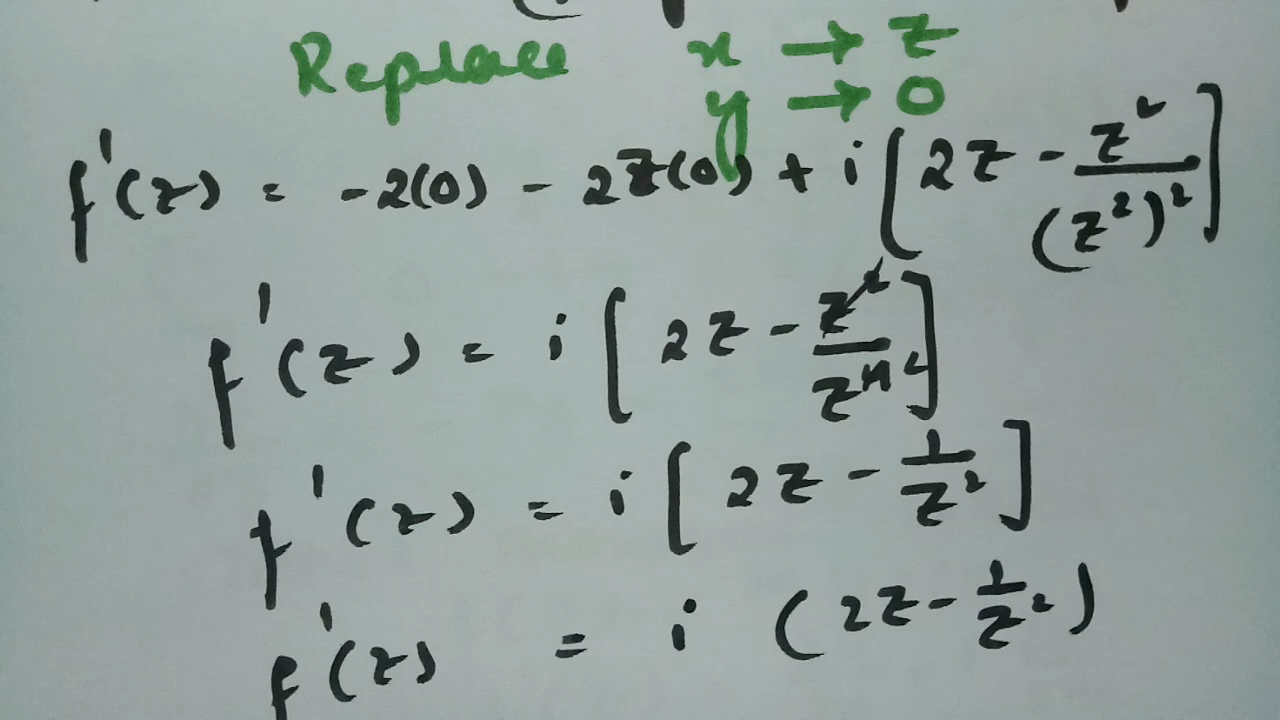 Replace x → z
y → 0
f'(z) = -2(0) - 2z(0) + i[2z - z²/(z²)²]
f'(z) = i[2z - z²/z⁴ ²]
f'(z) = i[2z - 1/z²]
f'(z) = i(2z - 1/z²)